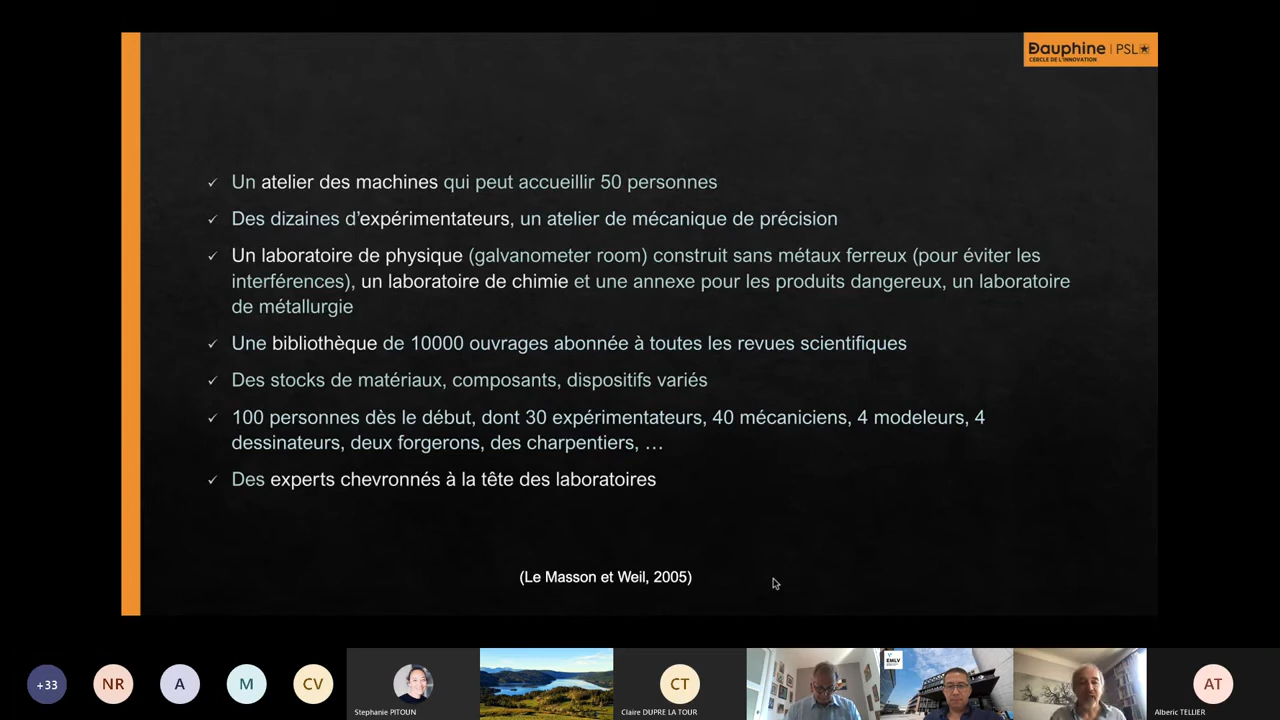 Dauphine | PSL★
CERCLE DE L'INNOVATION
✓ Un atelier des machines qui peut accueillir 50 personnes
✓ Des dizaines d'expérimentateurs, un atelier de mécanique de précision
✓ Un laboratoire de physique (galvanometer room) construit sans métaux ferreux (pour éviter les
interférences), un laboratoire de chimie et une annexe pour les produits dangereux, un laboratoire
de métallurgie
✓ Une bibliothèque de 10000 ouvrages abonnée à toutes les revues scientifiques
✓ Des stocks de matériaux, composants, dispositifs variés
✓ 100 personnes dès le début, dont 30 expérimentateurs, 40 mécaniciens, 4 modeleurs, 4
dessinateurs, deux forgerons, des charpentiers, …
✓ Des experts chevronnés à la tête des laboratoires
(Le Masson et Weil, 2005)
+33
NR
A
M
CV
Stephanie PITOUN
CT
Claire DUPRE LA TOUR
EMLV
AT
Alberic TELLIER